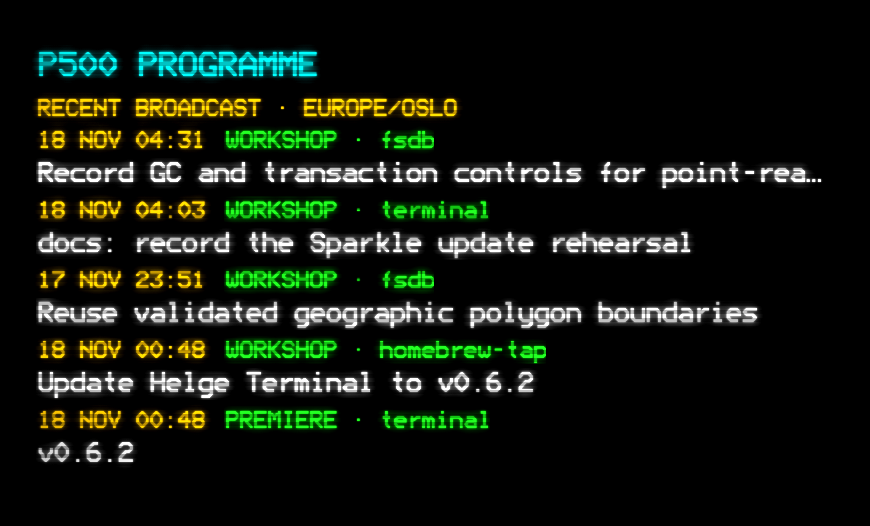 P500 PROGRAMME
RECENT BROADCAST · EUROPE/OSLO
18 NOV 04:31 WORKSHOP · fsdb
Record GC and transaction controls for point-rea…
18 NOV 04:03 WORKSHOP · terminal
docs: record the Sparkle update rehearsal
17 NOV 23:51 WORKSHOP · fsdb
Reuse validated geographic polygon boundaries
18 NOV 00:48 WORKSHOP · homebrew-tap
Update Helge Terminal to v0.6.2
18 NOV 00:48 PREMIERE · terminal
v0.6.2